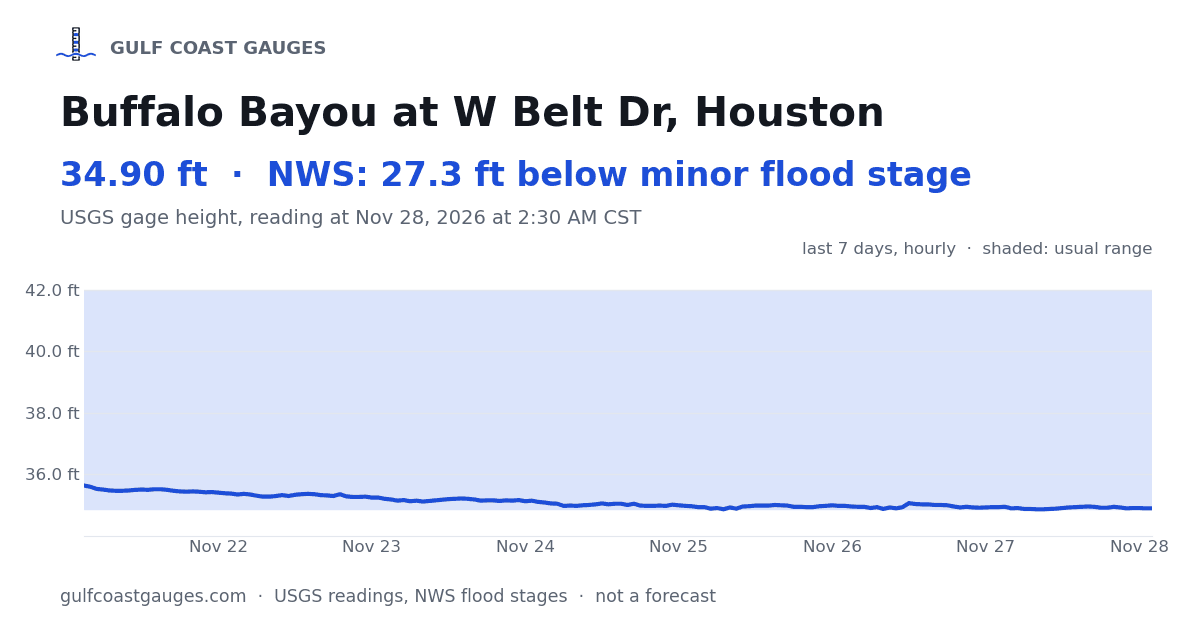 GULF COAST GAUGES
Buffalo Bayou at W Belt Dr, Houston
34.90 ft · NWS: 27.3 ft below minor flood stage
USGS gage height, reading at Nov 28, 2026 at 2:30 AM CST
last 7 days, hourly · shaded: usual range
42.0 ft
40.0 ft
38.0 ft
36.0 ft
Nov 22 Nov 23 Nov 24 Nov 25 Nov 26 Nov 27 Nov 28
gulfcoastgauges.com · USGS readings, NWS flood stages · not a forecast